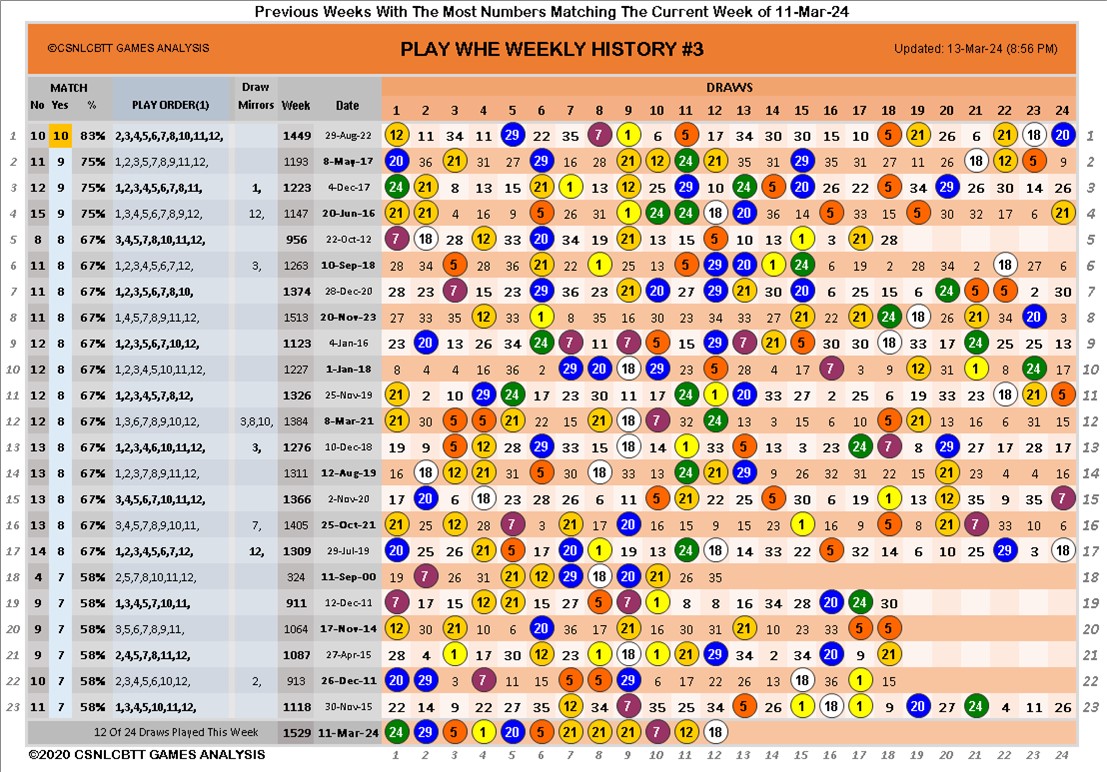 Previous Weeks With The Most Numbers Matching The Current Week of 11-Mar-24
©CSNLCBTT GAMES ANALYSIS PLAY WHE WEEKLY HISTORY #3 Updated: 13-Mar-24 (8:56 PM)
MATCH Draw DRAWS
No Yes % PLAY ORDER(1) Mirrors Week Date 1 2 3 4 5 6 7 8 9 10 11 12 13 14 15 16 17 18 19 20 21 22 23 24
1 10 10 83% 2,3,4,5,6,7,8,10,11,12, 1449 29-Aug-22 12 11 34 11 29 22 35 7 1 6 5 17 34 30 30 15 10 5 21 26 6 21 18 20 1
2 11 9 75% 1,2,3,5,7,8,9,11,12, 1193 8-May-17 20 36 21 31 27 29 16 28 21 12 24 21 35 31 29 35 31 27 11 26 18 12 5 9 2
3 12 9 75% 1,2,3,4,5,6,7,8,11, 1, 1223 4-Dec-17 24 21 8 13 15 21 1 29 12 25 29 10 24 5 20 26 22 5 34 29 26 30 14 26 3
4 15 9 75% 1,3,4,5,6,7,8,9,12, 12, 1147 20-Jun-16 21 21 4 16 9 5 26 31 1 24 24 18 20 36 14 5 33 19 5 30 32 17 6 21 4
5 8 8 67% 3,4,5,7,8,10,11,12, 956 22-Oct-12 7 18 28 12 33 20 34 19 21 13 15 5 10 13 1 3 21 28 5
6 11 8 67% 1,2,3,4,5,6,7,12, 3, 1263 10-Sep-18 28 34 5 28 36 21 22 1 25 13 5 29 20 1 24 6 19 2 28 34 2 18 27 6 6
7 11 8 67% 1,2,3,5,6,7,8,10, 1374 28-Dec-20 28 23 7 15 23 29 36 23 21 20 27 29 21 30 20 6 25 15 6 24 5 5 2 30 7
8 11 8 67% 1,4,5,7,8,9,11,12, 1513 20-Nov-23 27 33 35 12 33 1 8 35 16 30 23 34 33 27 21 22 21 24 18 26 21 33 20 3 8
9 12 8 67% 1,2,3,5,6,7,10,12, 1123 4-Jan-16 23 20 13 26 34 24 7 11 7 5 12 29 7 21 5 30 30 18 33 17 24 25 25 13 9
10 12 8 67% 1,2,3,4,5,10,11,12, 1227 1-Jan-18 8 4 4 16 36 2 29 20 18 29 23 5 28 4 17 7 3 9 12 31 1 8 24 17 10
11 12 8 67% 1,2,3,4,5,7,8,12, 1326 25-Nov-19 21 2 10 29 24 17 23 30 11 11 24 1 20 33 27 2 25 6 19 33 23 18 21 5 11
12 12 8 67% 1,3,6,7,8,9,10,12, 3,8,10, 1384 8-Mar-21 21 30 5 5 21 22 15 21 18 7 32 24 13 3 15 6 10 5 21 13 16 6 31 15 12
13 12 8 67% 1,2,3,4,6,10,11,12, 3, 1276 10-Dec-18 19 9 5 12 28 29 33 15 18 14 1 33 5 13 3 23 24 7 8 29 13 17 28 17 13
14 13 8 67% 1,2,3,7,8,9,11,12, 1311 12-Aug-19 16 18 12 21 31 5 30 18 33 13 24 21 29 9 14 26 32 31 22 15 21 23 4 4 16 14
15 13 8 67% 3,4,5,6,7,10,11,12, 1366 2-Nov-20 17 20 6 18 23 28 6 6 11 5 21 22 25 5 30 6 18 1 13 12 35 9 35 7 15
16 13 8 67% 3,4,5,7,8,9,10,11, 7, 1405 25-Oct-21 21 25 12 28 7 3 21 17 20 16 15 9 15 23 1 16 9 5 8 21 7 33 10 6 16
17 14 8 67% 1,2,3,4,5,6,7,12, 12, 1309 29-Jul-19 20 25 26 21 5 17 20 1 19 13 24 18 14 33 22 5 32 14 6 10 25 29 3 18 17
18 4 7 58% 2,5,7,8,10,11,12, 324 11-Sep-00 19 7 26 31 21 12 29 18 20 21 26 35 18
19 9 7 58% 1,3,4,5,7,10,11, 911 12-Dec-11 7 17 15 21 21 15 27 5 7 1 8 8 16 34 28 20 24 30 19
20 9 7 58% 3,5,6,7,8,9,11, 1064 17-Nov-14 12 30 21 10 6 20 36 17 21 16 30 31 21 10 23 33 5 5 20
21 9 7 58% 2,4,5,7,8,11,12, 1087 27-Apr-15 28 4 1 17 30 12 23 1 18 1 21 29 34 2 34 20 9 21 21
22 10 7 58% 2,3,4,5,6,10,12, 2, 913 26-Dec-11 20 29 3 7 11 15 5 5 29 6 17 22 26 13 18 36 1 15 22
23 11 7 58% 1,3,4,5,10,11,12, 1118 30-Nov-15 22 14 9 22 27 35 12 34 7 35 25 34 5 26 1 18 1 9 20 27 24 4 11 26 23
12 Of 24 Draws Played This Week 1529 11-Mar-24 24 29 5 1 20 5 21 21 21 7 12 18
©2020 CSNLCBTT GAMES ANALYSIS 1 2 3 4 5 6 7 8 9 10 11 12 13 14 15 16 17 18 19 20 21 22 23 24